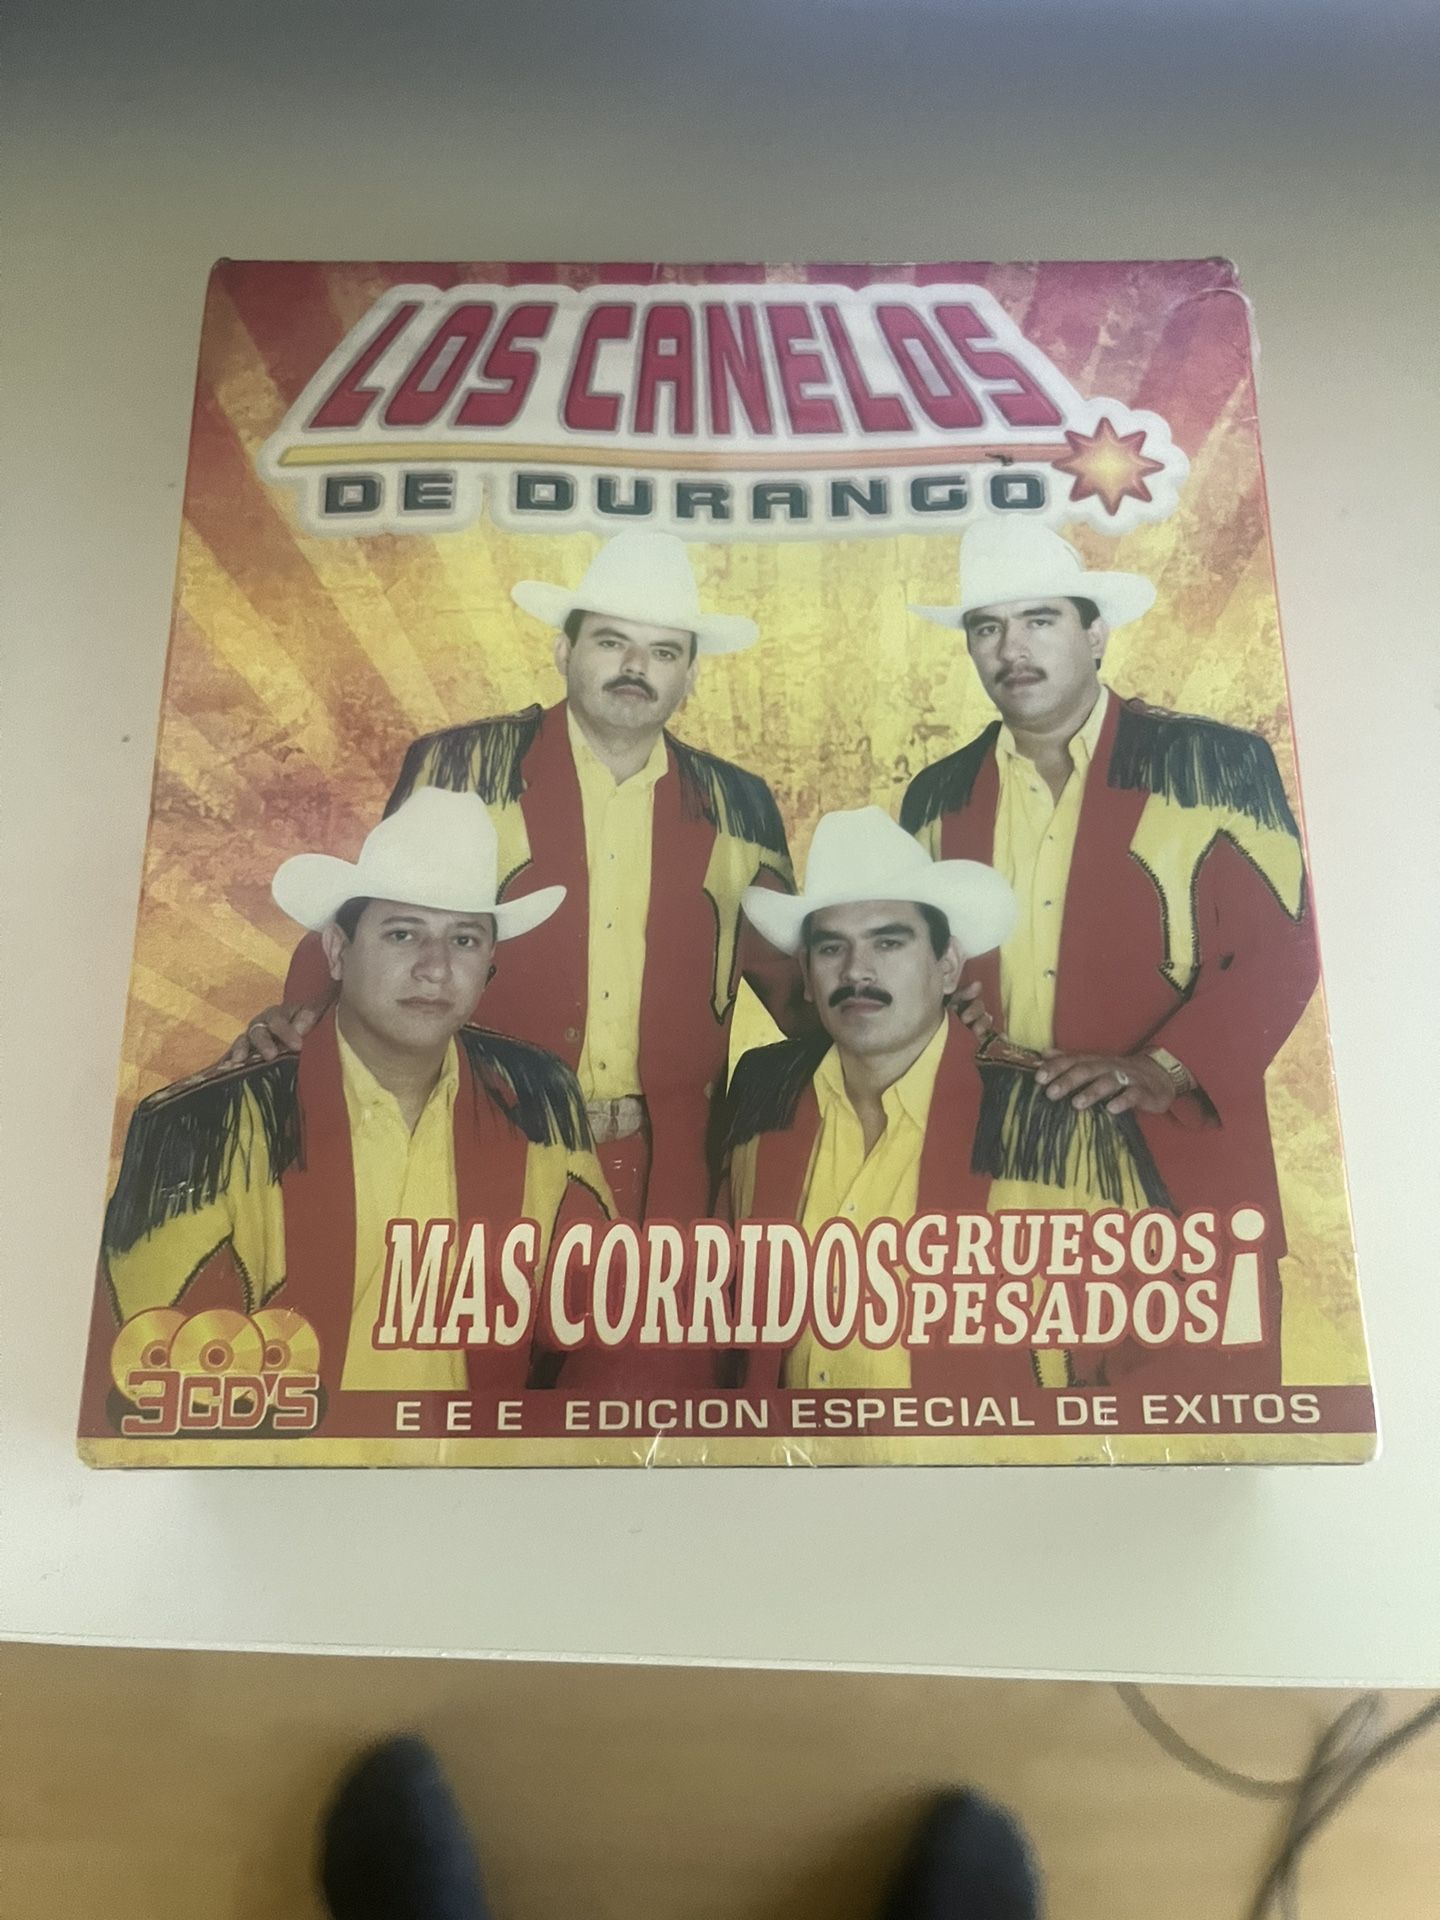 LOS CANELOS
DE DURANGO
MAS CORRIDOS GRUESOS
PESADOS¡
3CD'S
E E E EDICION ESPECIAL DE EXITOS